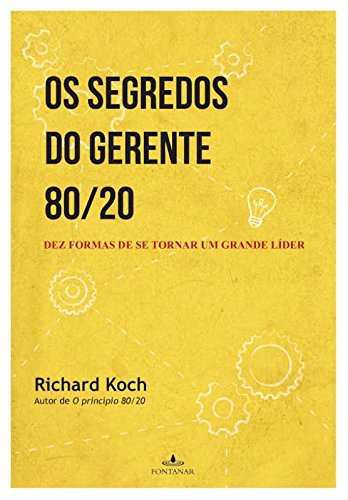 OS SEGREDOS
DO GERENTE
80/20
DEZ FORMAS DE SE TORNAR UM GRANDE LÍDER
Richard Koch
Autor de O princípio 80/20
FONTANAR